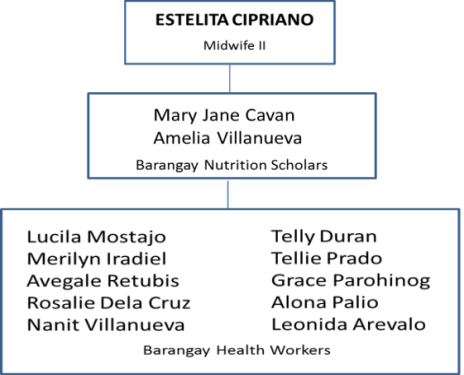 ESTELITA CIPRIANO
Midwife II
Mary Jane Cavan
Amelia Villanueva
Barangay Nutrition Scholars
Lucila Mostajo
Merilyn Iradiel
Avegale Retubis
Rosalie Dela Cruz
Nanit Villanueva
Telly Duran
Tellie Prado
Grace Parohinog
Alona Palio
Leonida Arevalo
Barangay Health Workers